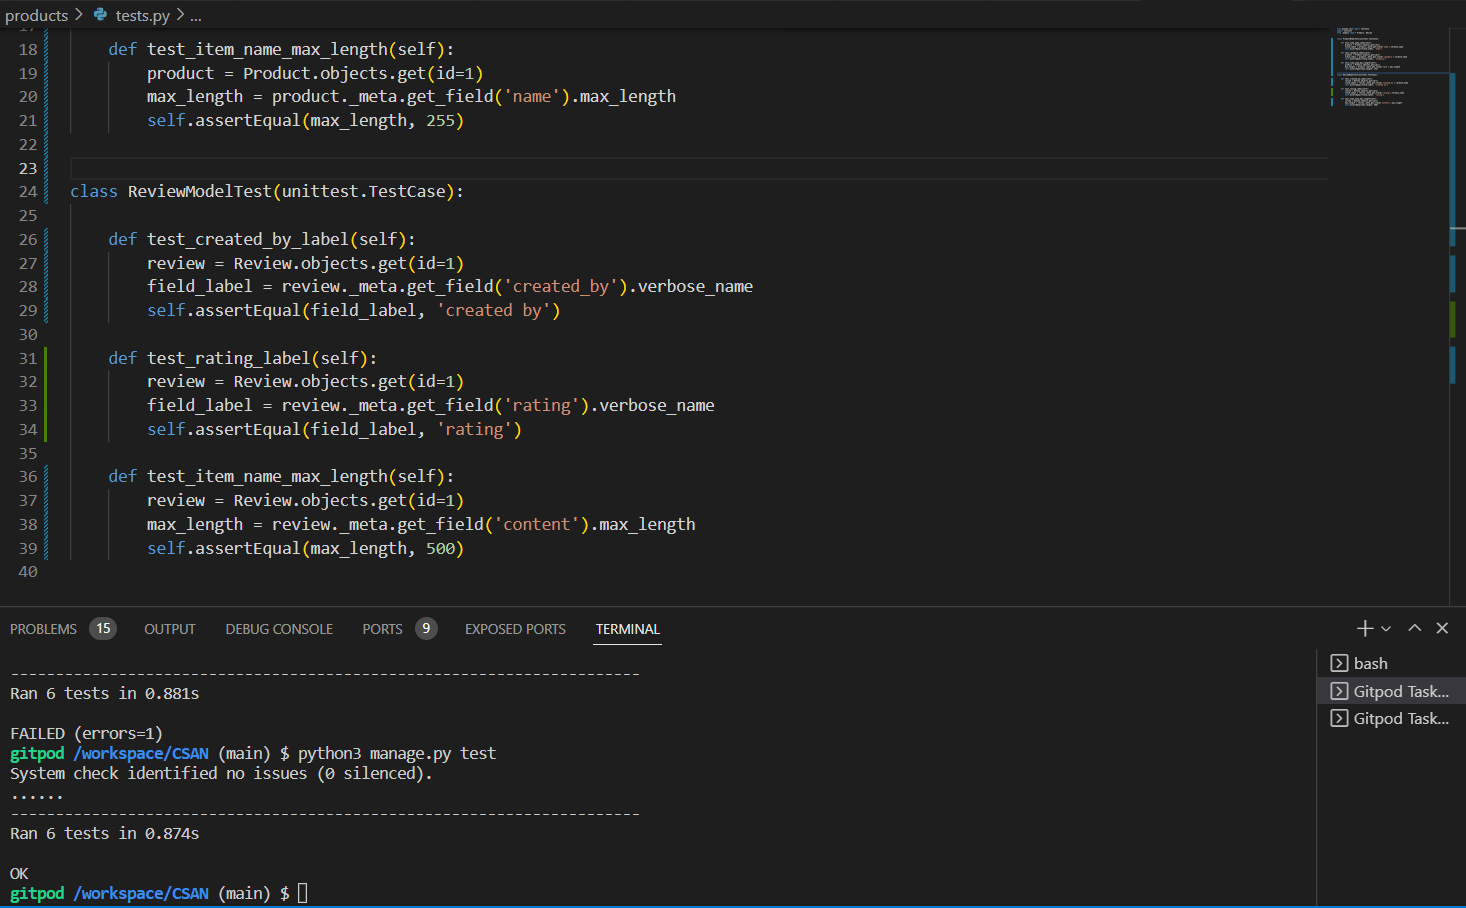 products > tests.py > ...
18 def test_item_name_max_length(self):
19 product = Product.objects.get(id=1)
20 max_length = product._meta.get_field('name').max_length
21 self.assertEqual(max_length, 255)
22
23
24 class ReviewModelTest(unittest.TestCase):
25
26 def test_created_by_label(self):
27 review = Review.objects.get(id=1)
28 field_label = review._meta.get_field('created_by').verbose_name
29 self.assertEqual(field_label, 'created by')
30
31 def test_rating_label(self):
32 review = Review.objects.get(id=1)
33 field_label = review._meta.get_field('rating').verbose_name
34 self.assertEqual(field_label, 'rating')
35
36 def test_item_name_max_length(self):
37 review = Review.objects.get(id=1)
38 max_length = review._meta.get_field('content').max_length
39 self.assertEqual(max_length, 500)
40
PROBLEMS 15 OUTPUT DEBUG CONSOLE PORTS 9 EXPOSED PORTS TERMINAL
----------------------------------------------------------------------
Ran 6 tests in 0.881s
FAILED (errors=1)
gitpod /workspace/CSAN (main) $ python3 manage.py test
System check identified no issues (0 silenced).
......
----------------------------------------------------------------------
Ran 6 tests in 0.874s
OK
gitpod /workspace/CSAN (main) $
bash
Gitpod Task...
Gitpod Task...